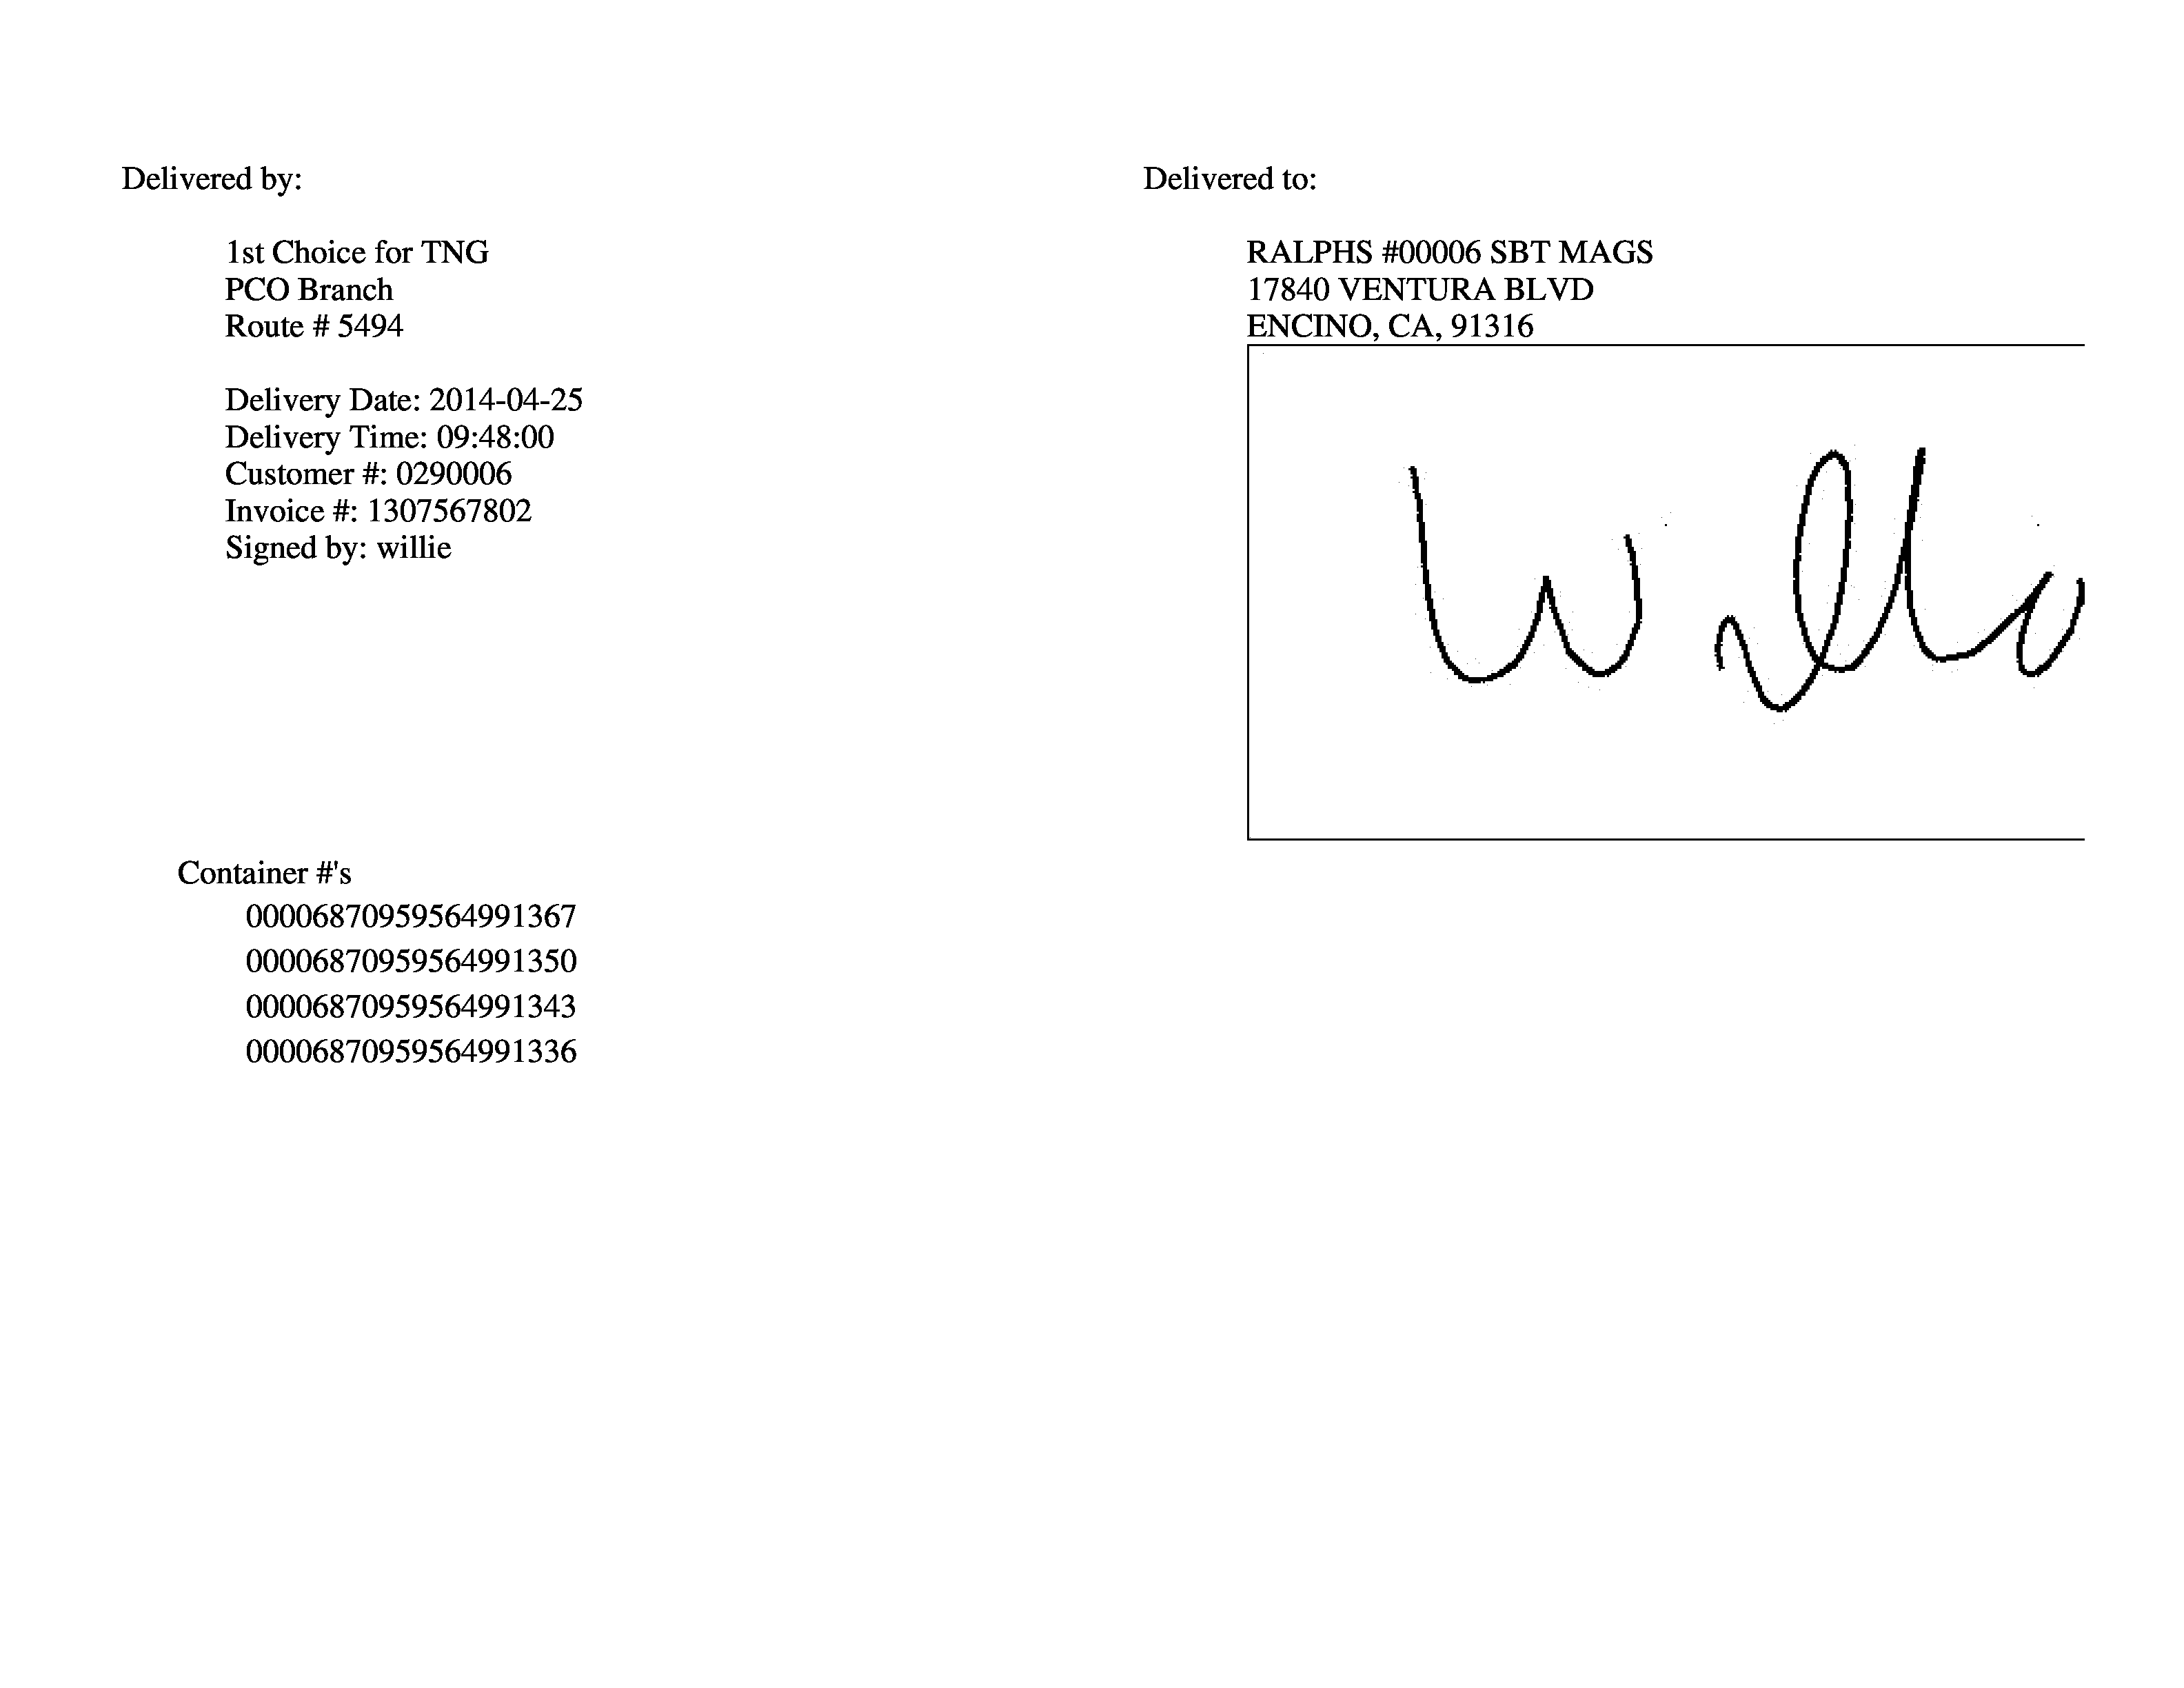 Delivered by:
1st Choice for TNG
PCO Branch
Route # 5494
Delivery Date: 2014-04-25
Delivery Time: 09:48:00
Customer #: 0290006
Invoice #: 1307567802
Signed by: willie
Delivered to:
RALPHS #00006 SBT MAGS
17840 VENTURA BLVD
ENCINO, CA, 91316
Container #'s
00006870959564991367
00006870959564991350
00006870959564991343
00006870959564991336